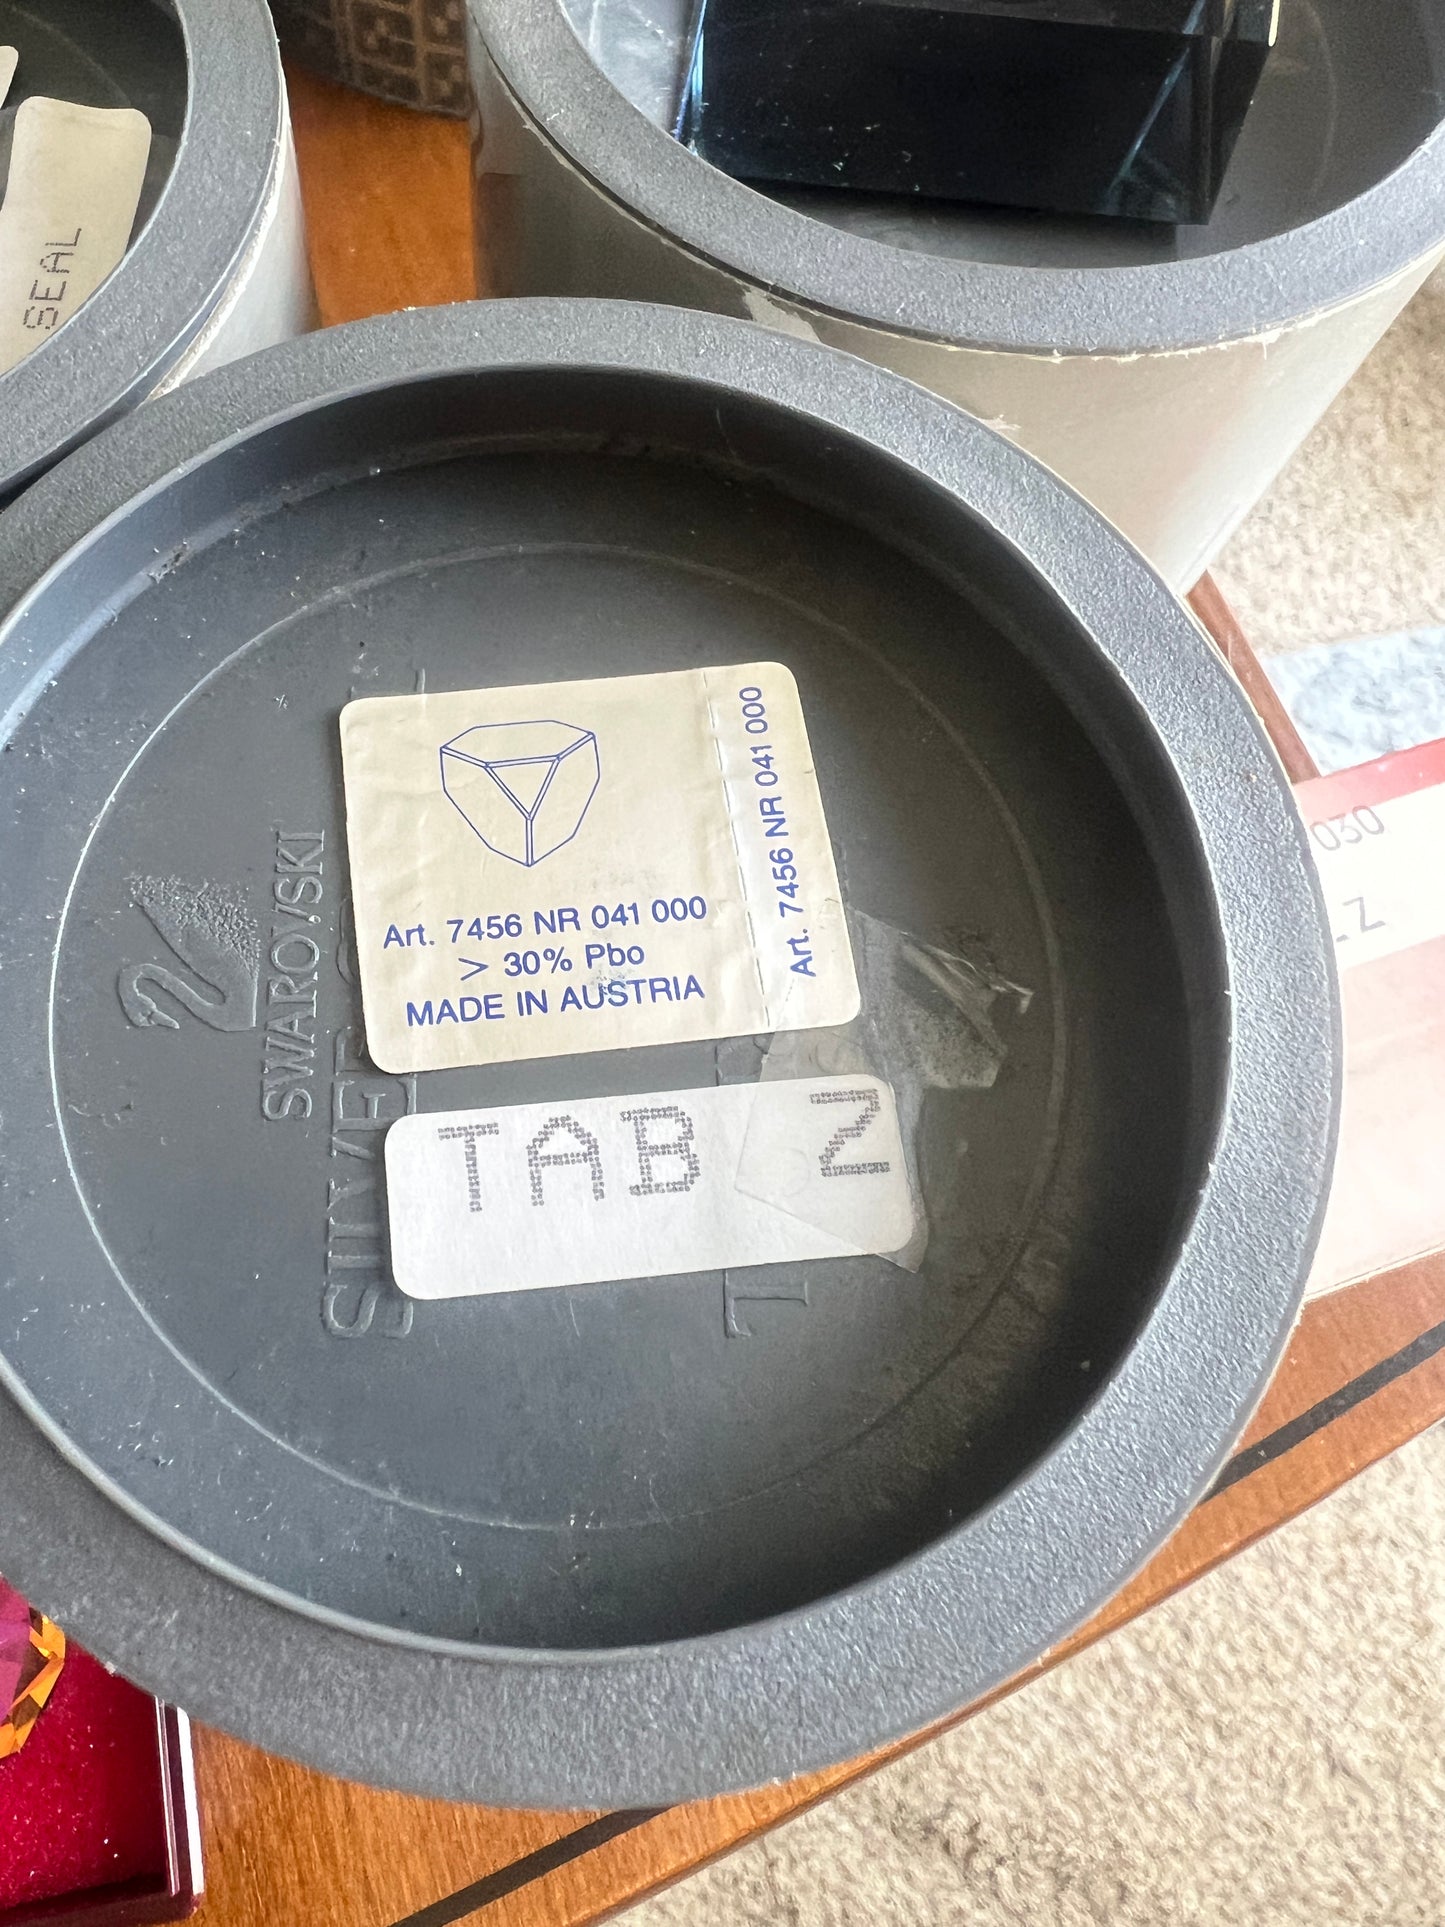 SEAL
Art. 7456 NR 041 000
> 30% Pbo
MADE IN AUSTRIA
Art. 7456 NR 041 000
TAB Z
SWAROVSKI
030
Z